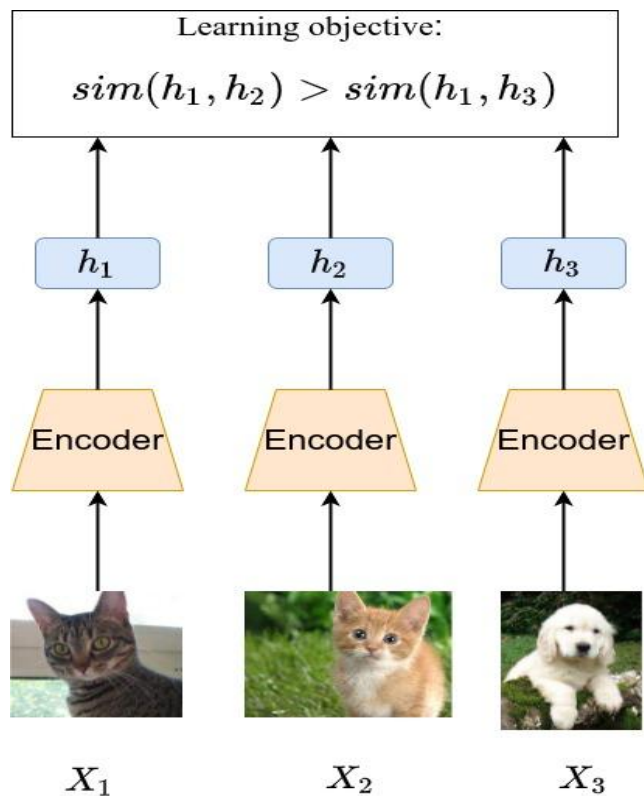 Learning objective:
sim(h₁, h₂) > sim(h₁, h₃)
h₁ h₂ h₃
Encoder Encoder Encoder
X₁ X₂ X₃